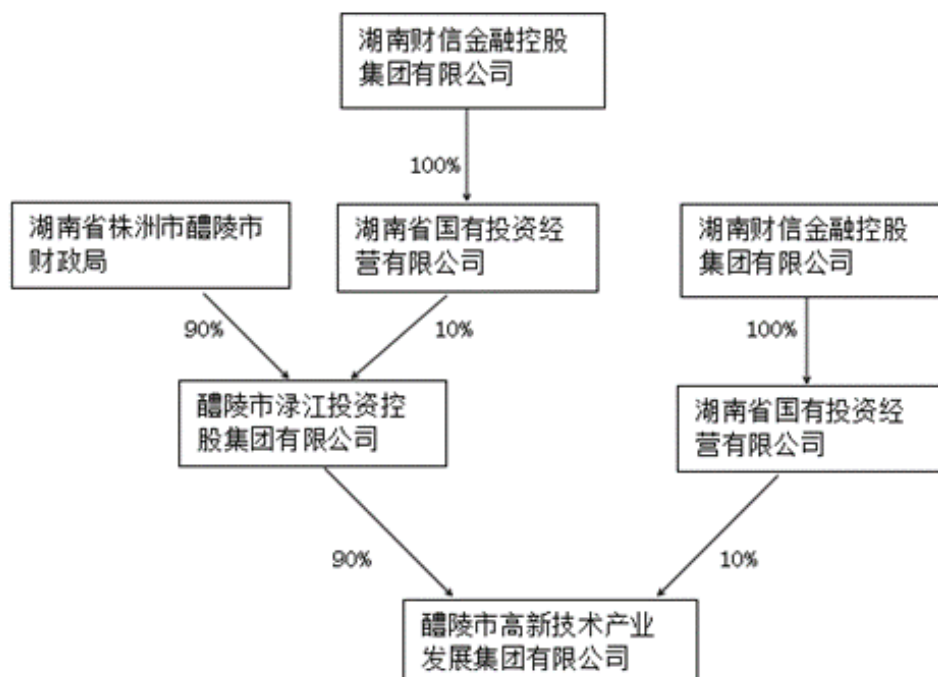 湖南财信金融控股
集团有限公司
100%
湖南省株洲市醴陵市
财政局
湖南省国有投资经
营有限公司
湖南财信金融控股
集团有限公司
90%
10%
100%
醴陵市渌江投资控
股集团有限公司
湖南省国有投资经
营有限公司
90%
10%
醴陵市高新技术产业
发展集团有限公司